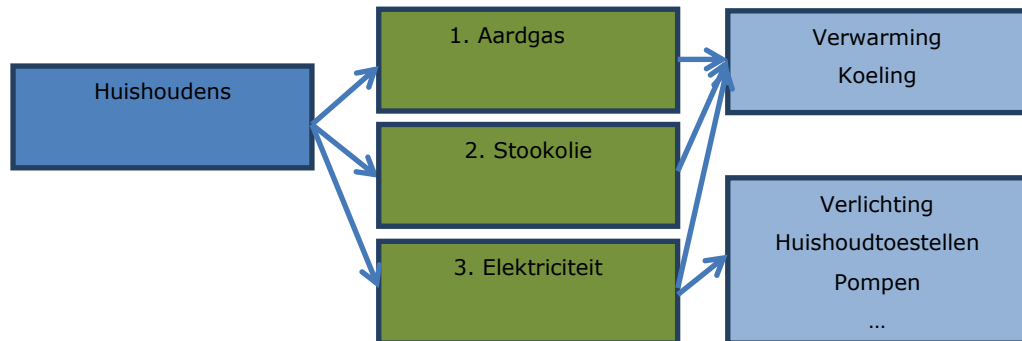 Huishoudens
1. Aardgas
2. Stookolie
3. Elektriciteit
Verwarming
Koeling
Verlichting
Huishoudtoestellen
Pompen
…